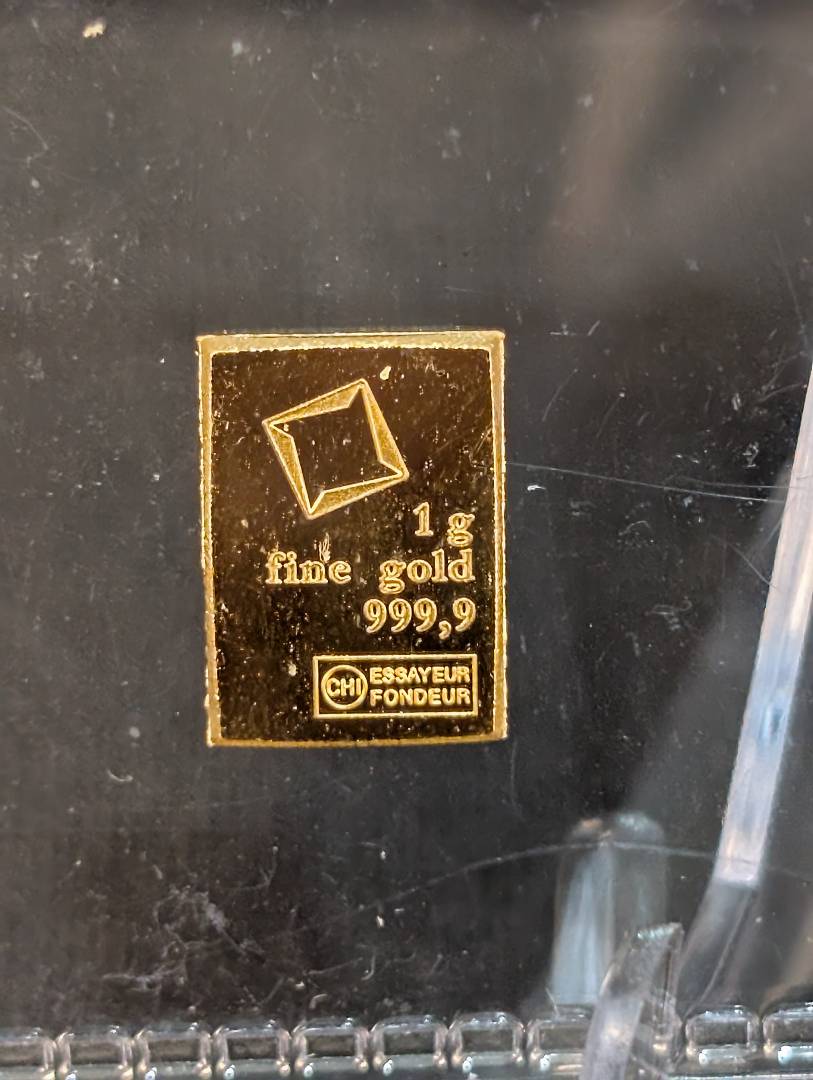 1 g
fine gold
999,9
CHI ESSAYEUR
FONDEUR